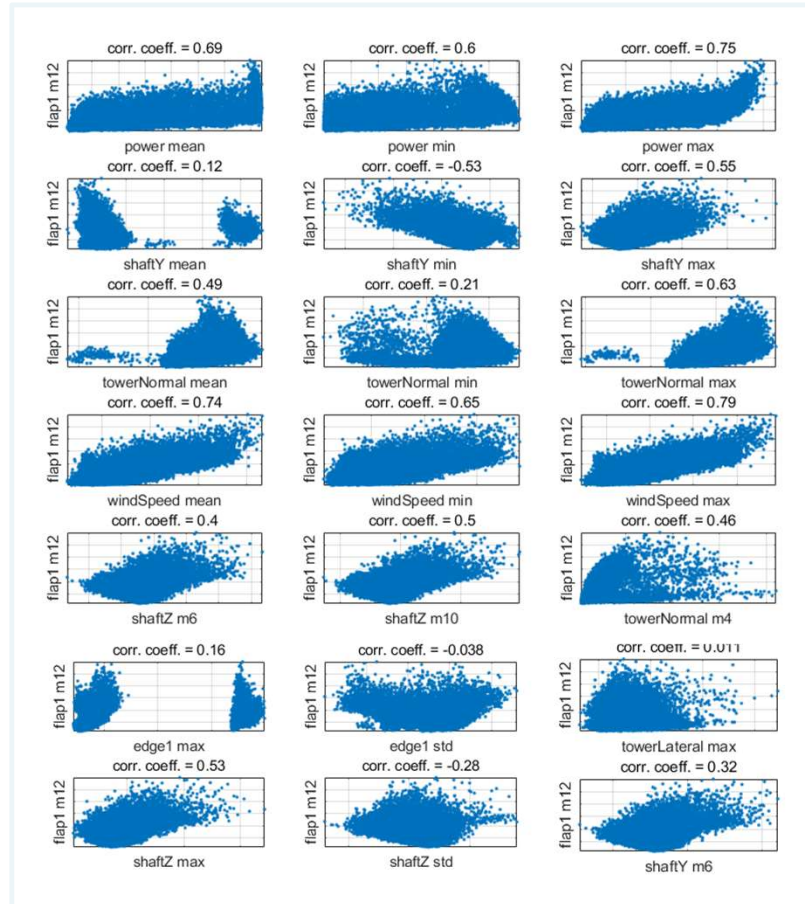 corr. coeff. = 0.69 corr. coeff. = 0.6 corr. coeff. = 0.75
flap1 m12 flap1 m12 flap1 m12
power mean power min power max
corr. coeff. = 0.12 corr. coeff. = -0.53 corr. coeff. = 0.55
flap1 m12 flap1 m12 flap1 m12
shaftY mean shaftY min shaftY max
corr. coeff. = 0.49 corr. coeff. = 0.21 corr. coeff. = 0.63
flap1 m12 flap1 m12 flap1 m12
towerNormal mean towerNormal min towerNormal max
corr. coeff. = 0.74 corr. coeff. = 0.65 corr. coeff. = 0.79
flap1 m12 flap1 m12 flap1 m12
windSpeed mean windSpeed min windSpeed max
corr. coeff. = 0.4 corr. coeff. = 0.5 corr. coeff. = 0.46
flap1 m12 flap1 m12 flap1 m12
shaftZ m6 shaftZ m10 towerNormal m4
corr. coeff. = 0.16 corr. coeff. = -0.038 corr. coeff. = 0.011
flap1 m12 flap1 m12 flap1 m12
edge1 max edge1 std towerLateral max
corr. coeff. = 0.53 corr. coeff. = -0.28 corr. coeff. = 0.32
flap1 m12 flap1 m12 flap1 m12
shaftZ max shaftZ std shaftY m6